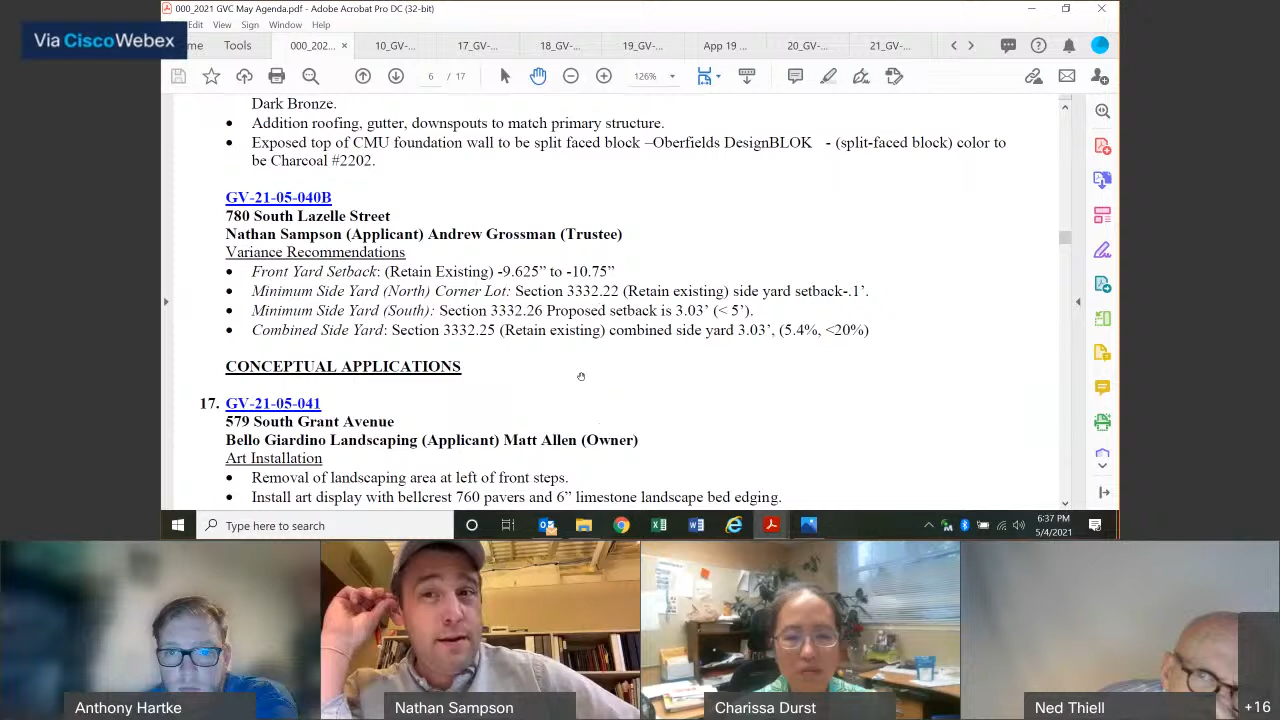 000_2021 GVC May Agenda.pdf - Adobe Acrobat Pro DC (32-bit)
Edit View Sign Window Help
Via CiscoWebex
me Tools 000_202... × 10_GV-... 17_GV-... 18_GV-... 19_GV-... App 19 ... 20_GV-... 21_GV-...
6 / 17 126%
Dark Bronze.
• Addition roofing, gutter, downspouts to match primary structure.
• Exposed top of CMU foundation wall to be split faced block –Oberfields DesignBLOK - (split-faced block) color to
be Charcoal #2202.
GV-21-05-040B
780 South Lazelle Street
Nathan Sampson (Applicant) Andrew Grossman (Trustee)
Variance Recommendations
• Front Yard Setback: (Retain Existing) -9.625” to -10.75”
• Minimum Side Yard (North) Corner Lot: Section 3332.22 (Retain existing) side yard setback-.1’.
• Minimum Side Yard (South): Section 3332.26 Proposed setback is 3.03’ (< 5’).
• Combined Side Yard: Section 3332.25 (Retain existing) combined side yard 3.03’, (5.4%, <20%)
CONCEPTUAL APPLICATIONS
17. GV-21-05-041
579 South Grant Avenue
Bello Giardino Landscaping (Applicant) Matt Allen (Owner)
Art Installation
• Removal of landscaping area at left of front steps.
• Install art display with bellcrest 760 pavers and 6” limestone landscape bed edging.
Type here to search
6:37 PM
5/4/2021
Anthony Hartke
Nathan Sampson
Charissa Durst
Ned Thiell
+16